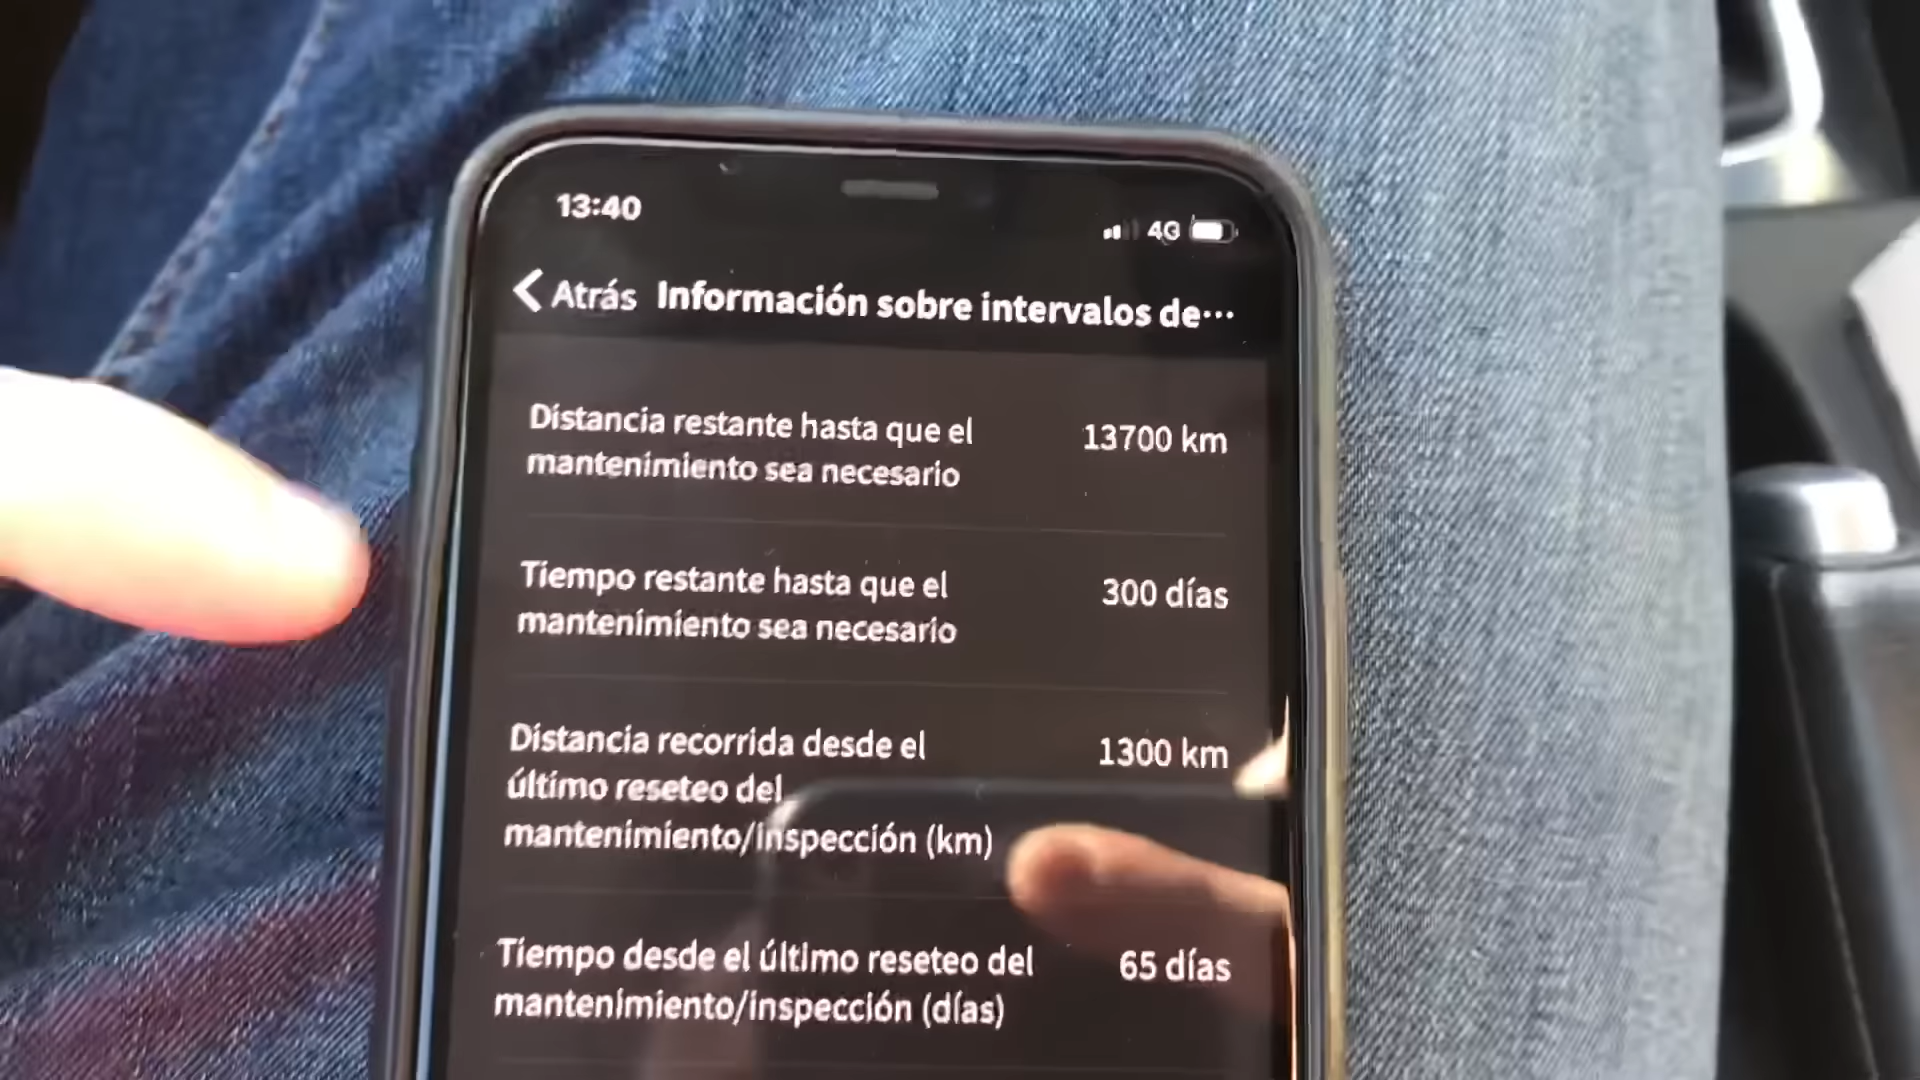 13:40
4G
Atrás Información sobre intervalos de...
Distancia restante hasta que el
mantenimiento sea necesario
13700 km
Tiempo restante hasta que el
mantenimiento sea necesario
300 días
Distancia recorrida desde el
último reseteo del
mantenimiento/inspección (km)
1300 km
Tiempo desde el último reseteo del
mantenimiento/inspección (días)
65 días